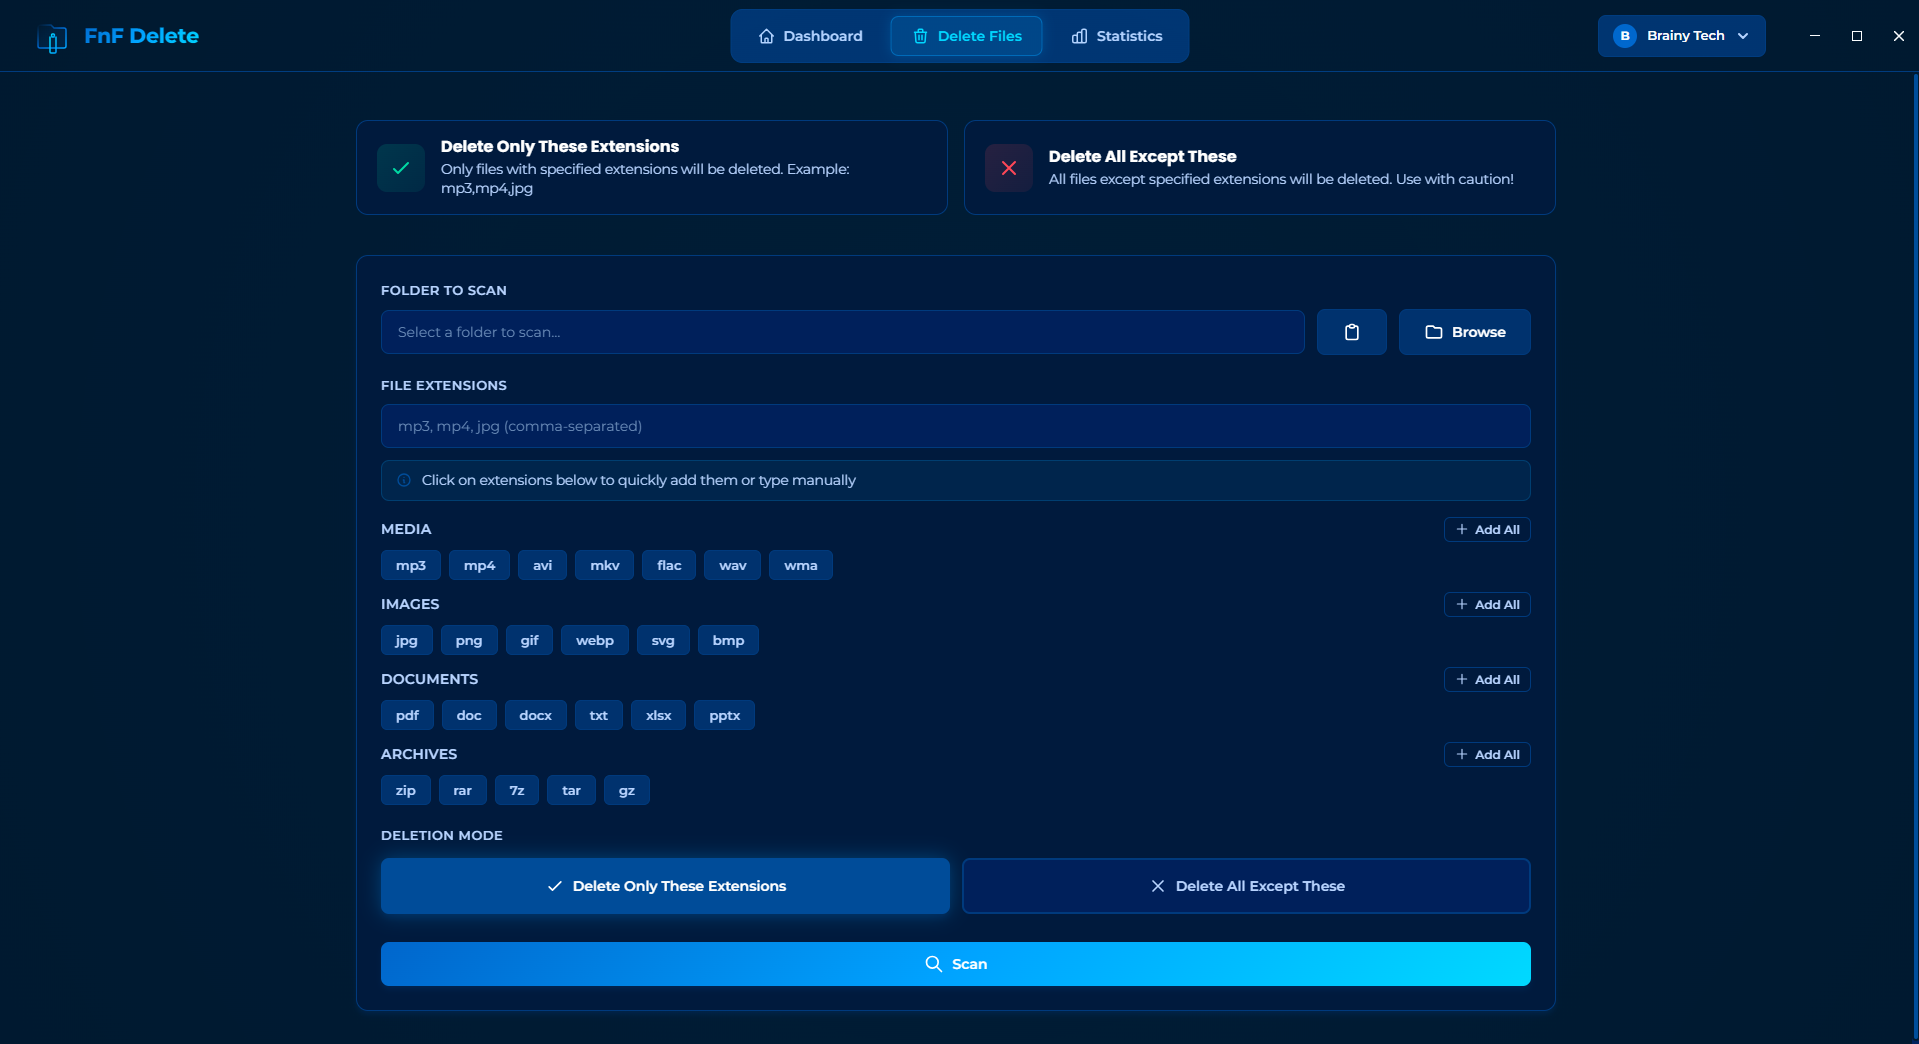 FnF Delete
Dashboard
Delete Files
Statistics
B
Brainy Tech
Delete Only These Extensions
Only files with specified extensions will be deleted. Example:
mp3,mp4,jpg
Delete All Except These
All files except specified extensions will be deleted. Use with caution!
FOLDER TO SCAN
Select a folder to scan...
Browse
FILE EXTENSIONS
mp3, mp4, jpg (comma-separated)
Click on extensions below to quickly add them or type manually
MEDIA
Add All
mp3
mp4
avi
mkv
flac
wav
wma
IMAGES
Add All
jpg
png
gif
webp
svg
bmp
DOCUMENTS
Add All
pdf
doc
docx
txt
xlsx
pptx
ARCHIVES
Add All
zip
rar
7z
tar
gz
DELETION MODE
Delete Only These Extensions
Delete All Except These
Scan